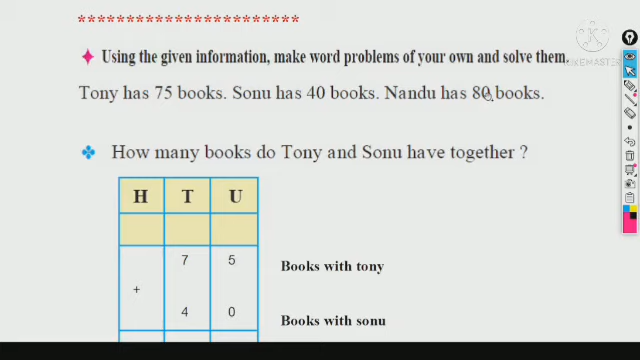 ***********************
Using the given information, make word problems of your own and solve them.
KINEMASTER
Tony has 75 books. Sonu has 40 books. Nandu has 80 books.
How many books do Tony and Sonu have together ?
H T U
7 5 Books with tony
+
4 0 Books with sonu